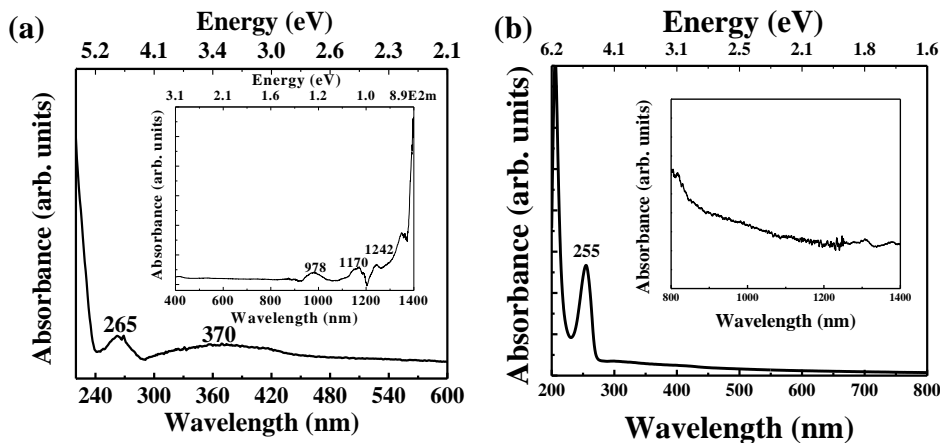 (a)
Energy (eV)
5.2 4.1 3.4 3.0 2.6 2.3 2.1
Energy (eV)
3.1 2.1 1.6 1.2 1.0 8.9E2m
Absorbance (arb. units)
978 1170 1242
400 600 800 1000 1200 1400
Wavelength (nm)
Absorbance (arb. units)
265 370
240 300 360 420 480 540 600
Wavelength (nm)
(b)
Energy (eV)
6.2 4.1 3.1 2.5 2.1 1.8 1.6
Absorbance (arb. units)
800 1000 1200 1400
Wavelength (nm)
Absorbance (arb. units)
255
200 300 400 500 600 700 800
Wavelength (nm)